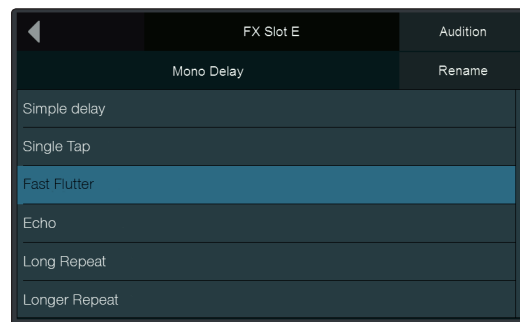 FX Slot E Audition
Mono Delay Rename
Simple delay
Single Tap
Fast Flutter
Echo
Long Repeat
Longer Repeat